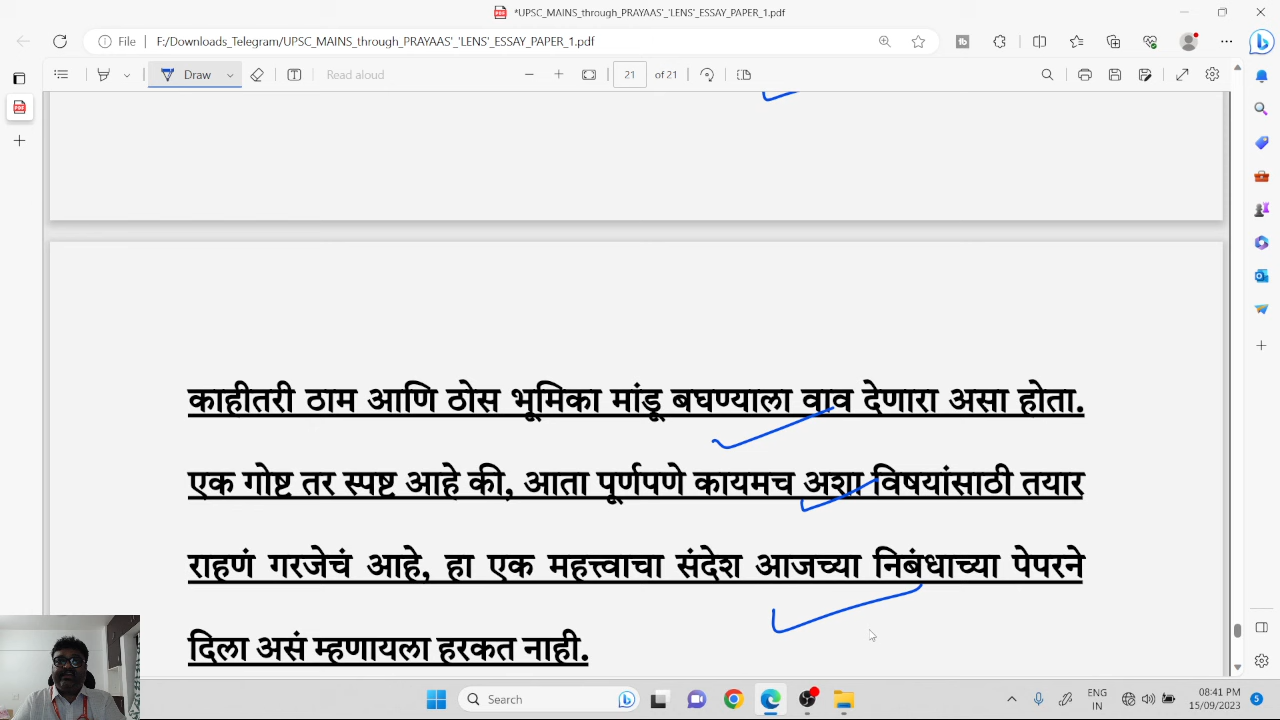 *UPSC_MAINS_through_PRAYAAS'-'LENS'_ESSAY_PAPER_1.pdf
File F:/Downloads_Telegram/UPSC_MAINS_through_PRAYAAS'-'LENS'_ESSAY_PAPER_1.pdf
Draw Read aloud 21 of 21
काहीतरी ठाम आणि ठोस भूमिका मांडू बघण्याला वाव देणारा असा होता.
एक गोष्ट तर स्पष्ट आहे की, आता पूर्णपणे कायमच अशा विषयांसाठी तयार
राहणं गरजेचं आहे, हा एक महत्त्वाचा संदेश आजच्या निबंधाच्या पेपरने
दिला असं म्हणायला हरकत नाही.
Search
ENG 08:41 PM
IN 15/09/2023 5